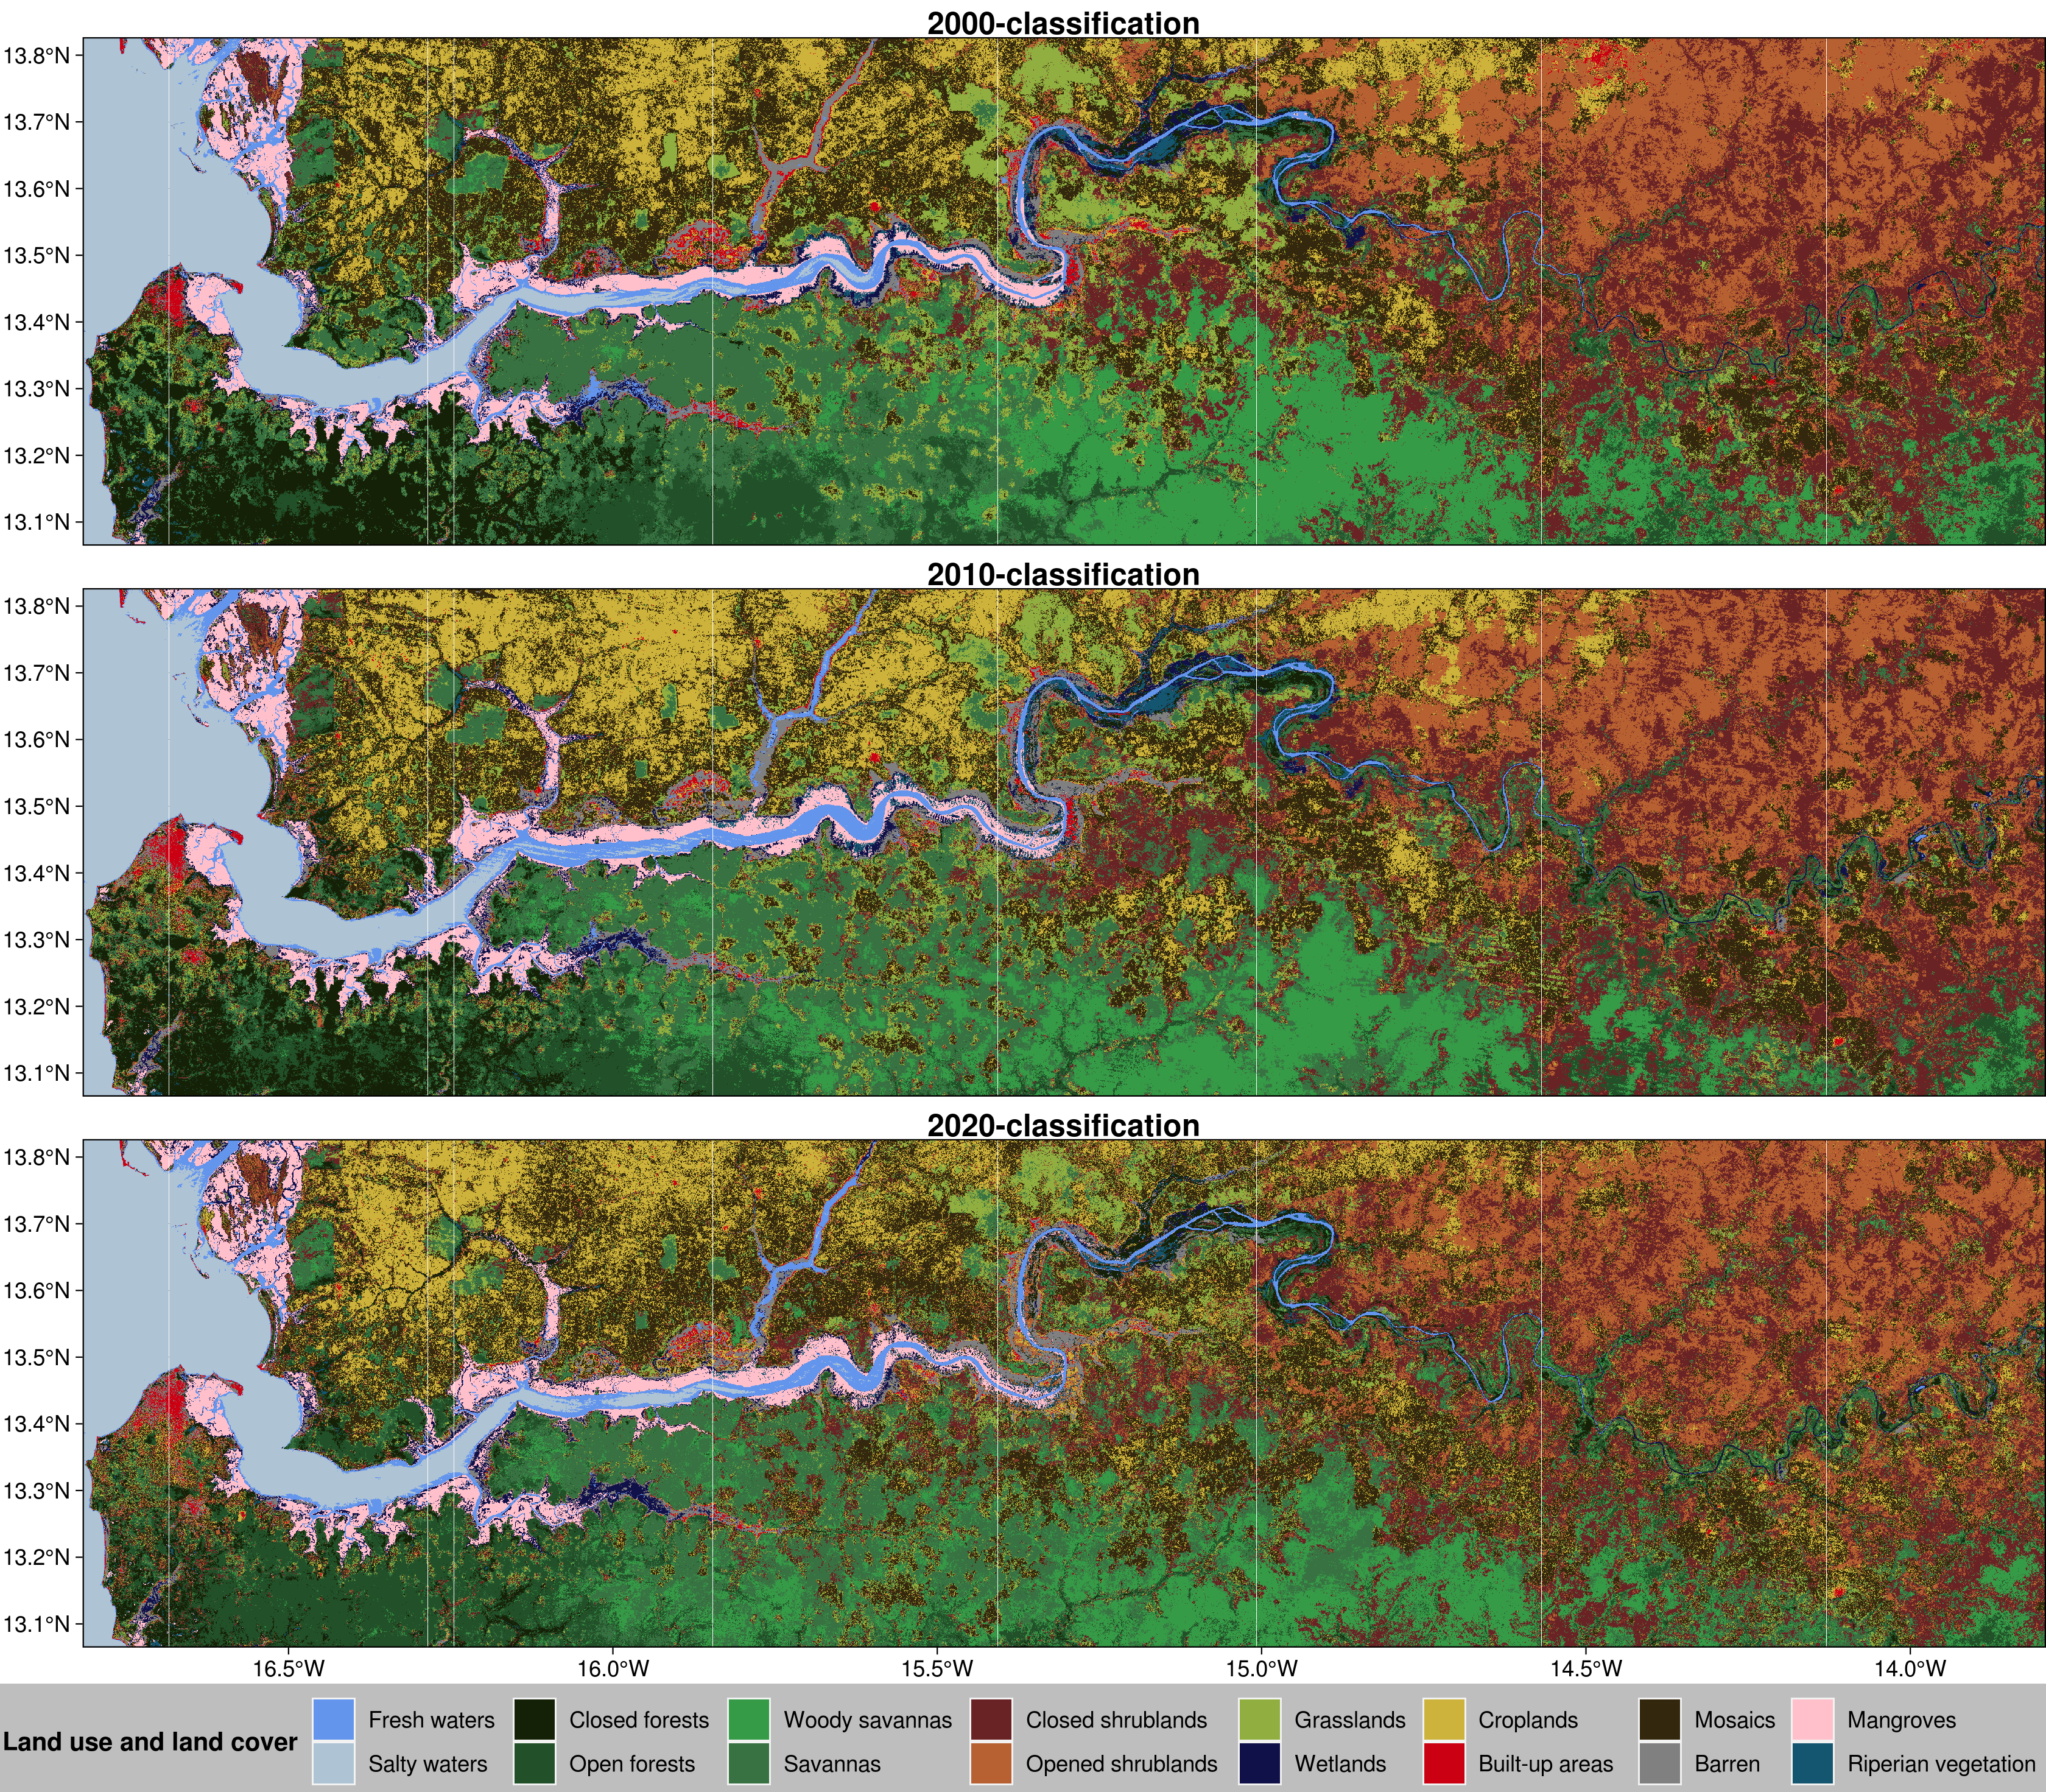 2000-classification
13.8°N
13.7°N
13.6°N
13.5°N
13.4°N
13.3°N
13.2°N
13.1°N
2010-classification
13.8°N
13.7°N
13.6°N
13.5°N
13.4°N
13.3°N
13.2°N
13.1°N
2020-classification
13.8°N
13.7°N
13.6°N
13.5°N
13.4°N
13.3°N
13.2°N
13.1°N
16.5°W 16.0°W 15.5°W 15.0°W 14.5°W 14.0°W
Land use and land cover
Fresh waters Closed forests Woody savannas Closed shrublands Grasslands Croplands Mosaics Mangroves
Salty waters Open forests Savannas Opened shrublands Wetlands Built-up areas Barren Riperian vegetation